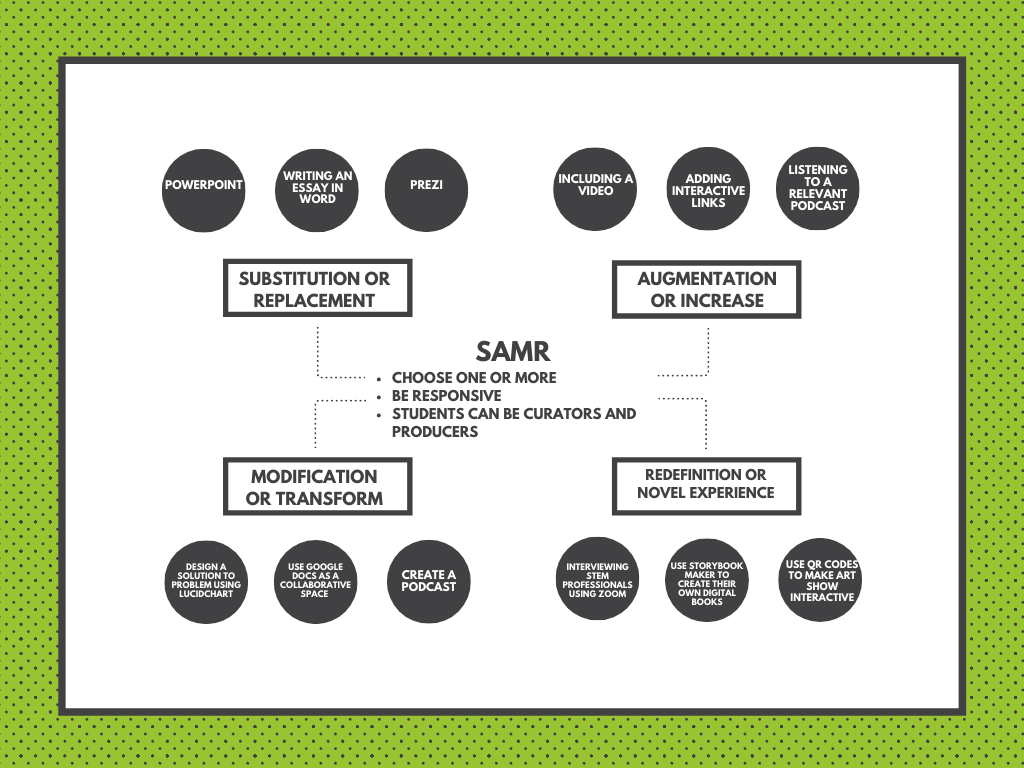 POWERPOINT
WRITING AN
ESSAY IN
WORD
PREZI
INCLUDING A
VIDEO
ADDING
INTERACTIVE
LINKS
LISTENING
TO A
RELEVANT
PODCAST
SUBSTITUTION OR
REPLACEMENT
AUGMENTATION
OR INCREASE
SAMR
• CHOOSE ONE OR MORE
• BE RESPONSIVE
• STUDENTS CAN BE CURATORS AND
PRODUCERS
MODIFICATION
OR TRANSFORM
REDEFINITION OR
NOVEL EXPERIENCE
DESIGN A
SOLUTION TO
PROBLEM USING
LUCIDCHART
USE GOOGLE
DOCS AS A
COLLABORATIVE
SPACE
CREATE A
PODCAST
INTERVIEWING
STEM
PROFESSIONALS
USING ZOOM
USE STORYBOOK
MAKER TO
CREATE THEIR
OWN DIGITAL
BOOKS
USE QR CODES
TO MAKE ART
SHOW
INTERACTIVE